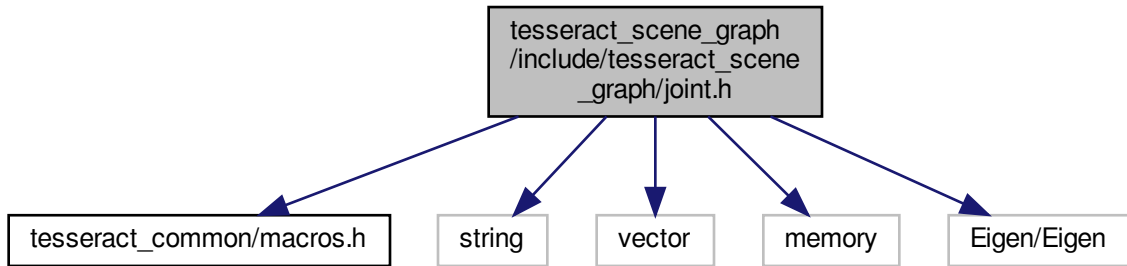 tesseract_scene_graph
/include/tesseract_scene
_graph/joint.h
tesseract_common/macros.h
string
vector
memory
Eigen/Eigen